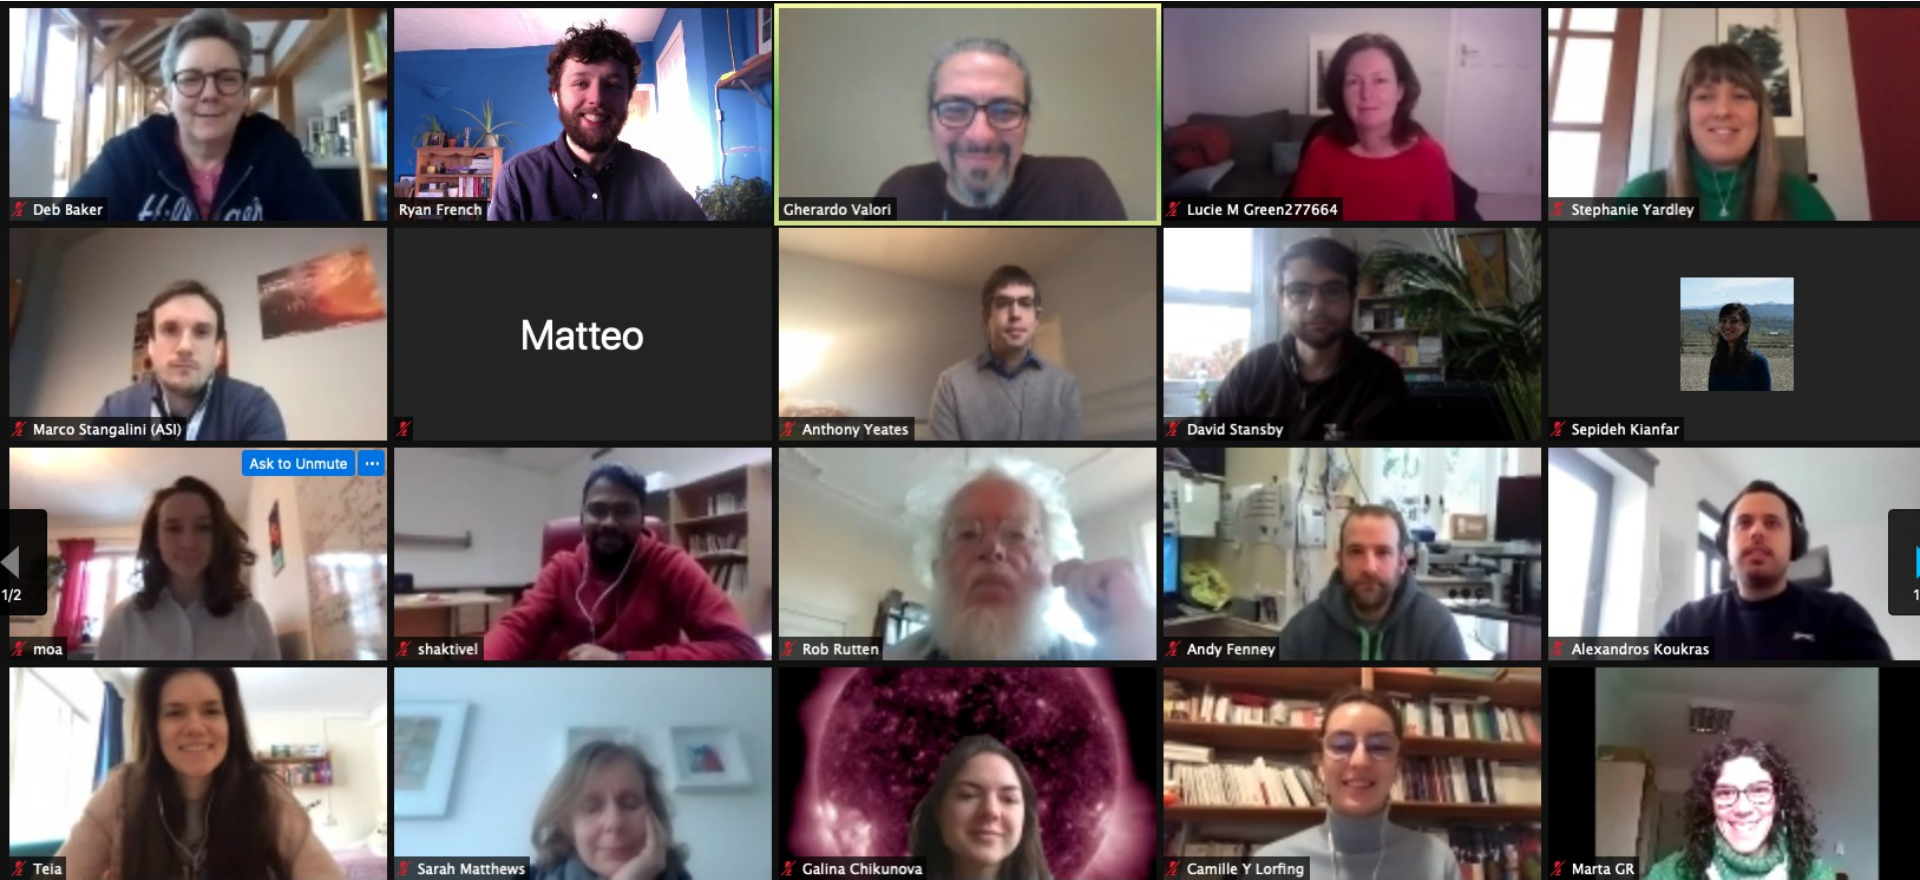 Deb Baker
Ryan French
Gherardo Valori
Lucie M Green277664
Stephanie Yardley
Marco Stangalini (ASI)
Matteo
Anthony Yeates
David Stansby
Sepideh Kianfar
Ask to Unmute ...
1/2
moa
shaktivel
Rob Rutten
Andy Fenney
Alexandros Koukras
1
Teia
Sarah Matthews
Galina Chikunova
Camille Y Lorfing
Marta GR